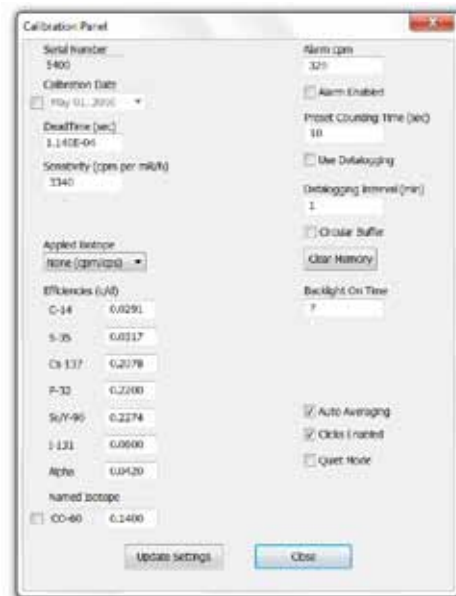 Calibration Panel
Serial Number
5400
Calibration Date
May 01, 2006
DeadTime (sec)
1.140E-04
Sensitivity (cpm per mR/h)
3340
Applied Isotope
None (cpm/cps)
Efficiencies (c/d)
C-14 0.0291
S-35 0.0317
Cs-137 0.2078
P-32 0.2200
Sr/Y-90 0.2274
I-131 0.0000
Alpha 0.0420
Named Isotope
CO-60 0.1400
Alarm cpm
Alarm Enabled
Preset Counting Time (sec)
10
Use Datalogging
Datalogging Interval (min)
1
Circular Buffer
Clear Memory
Backlight On Time
7
Auto Averaging
Clicks Enabled
Quiet Mode
Update Settings
Close